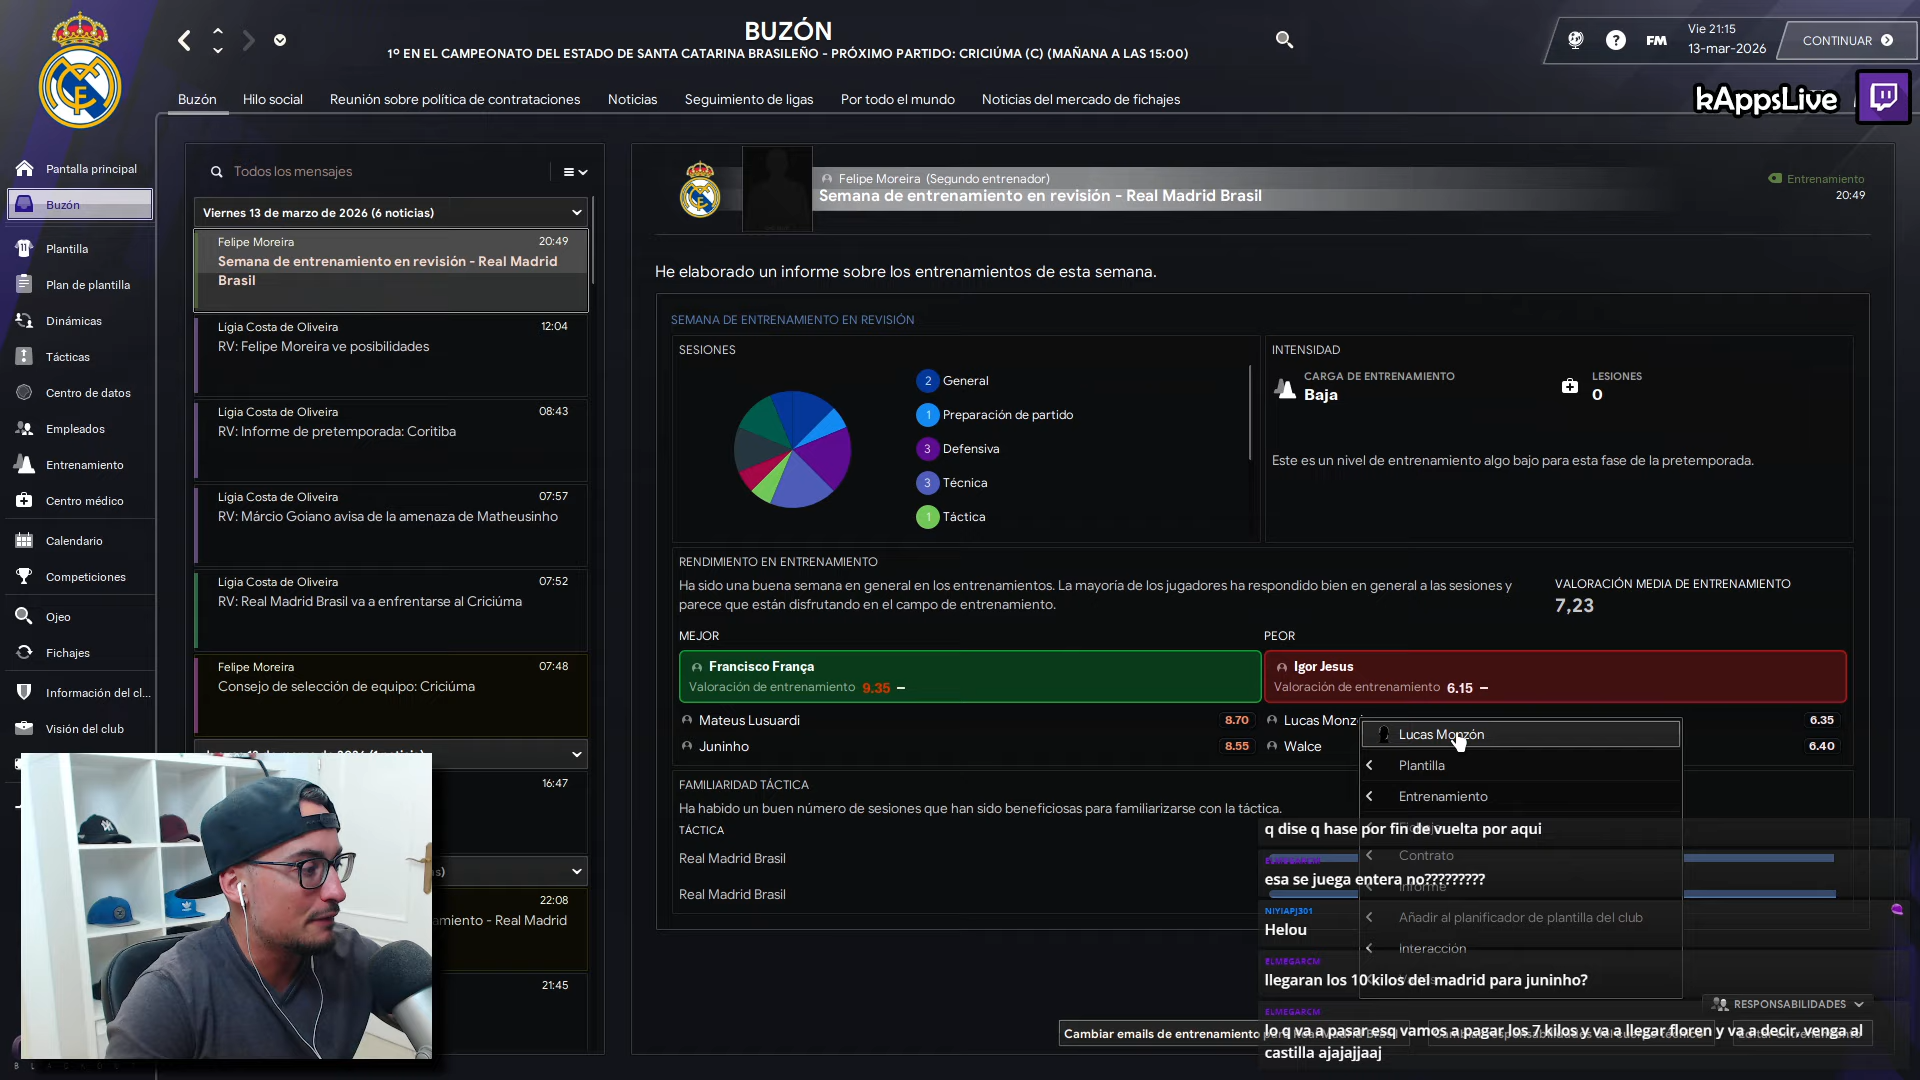 BUZÓN
1º EN EL CAMPEONATO DEL ESTADO DE SANTA CATARINA BRASILEÑO - PRÓXIMO PARTIDO: CRICIÚMA (C) (MAÑANA A LAS 15:00)
FM
Vie 21:15
13-mar-2026
CONTINUAR
kAppsLive
Buzón
Hilo social
Reunión sobre política de contrataciones
Noticias
Seguimiento de ligas
Por todo el mundo
Noticias del mercado de fichajes
Pantalla principal
Buzón
Plantilla
Plan de plantilla
Dinámicas
Tácticas
Centro de datos
Empleados
Entrenamiento
Centro médico
Calendario
Competiciones
Ojeo
Fichajes
Información del cl...
Visión del club
Todos los mensajes
Viernes 13 de marzo de 2026 (6 noticias)
Felipe Moreira 20:49
Semana de entrenamiento en revisión - Real Madrid
Brasil
Lígia Costa de Oliveira 12:04
RV: Felipe Moreira ve posibilidades
Lígia Costa de Oliveira 08:43
RV: Informe de pretemporada: Coritiba
Lígia Costa de Oliveira 07:57
RV: Márcio Goiano avisa de la amenaza de Matheusinho
Lígia Costa de Oliveira 07:52
RV: Real Madrid Brasil va a enfrentarse al Criciúma
Felipe Moreira 07:48
Consejo de selección de equipo: Criciúma
16:47
22:08
amiento - Real Madrid
21:45
Felipe Moreira (Segundo entrenador)
Semana de entrenamiento en revisión - Real Madrid Brasil
Entrenamiento
20:49
He elaborado un informe sobre los entrenamientos de esta semana.
SEMANA DE ENTRENAMIENTO EN REVISIÓN
SESIONES
2 General
1 Preparación de partido
3 Defensiva
3 Técnica
1 Táctica
INTENSIDAD
CARGA DE ENTRENAMIENTO
Baja
LESIONES
0
Este es un nivel de entrenamiento algo bajo para esta fase de la pretemporada.
RENDIMIENTO EN ENTRENAMIENTO
Ha sido una buena semana en general en los entrenamientos. La mayoría de los jugadores ha respondido bien en general a las sesiones y
parece que están disfrutando en el campo de entrenamiento.
VALORACIÓN MEDIA DE ENTRENAMIENTO
7,23
MEJOR
Francisco França
Valoración de entrenamiento 9.35 –
Mateus Lusuardi 8.70
Juninho 8.55
PEOR
Igor Jesus
Valoración de entrenamiento 6.15 –
Lucas Monz 6.35
Walce 6.40
Lucas Monzón
Plantilla
Entrenamiento
Contrato
Informe
Añadir al planificador de plantilla del club
Interacción
FAMILIARIDAD TÁCTICA
Ha habido un buen número de sesiones que han sido beneficiosas para familiarizarse con la táctica.
TÁCTICA
Real Madrid Brasil
Real Madrid Brasil
q dise q hase por fin de vuelta por aqui
esa se juega entera no?????????
NIYIAPJ301
Helou
ELMEGARCM
llegaran los 10 kilos del madrid para juninho?
ELMEGARCM
lo q va a pasar esq vamos a pagar los 7 kilos y va a llegar floren y va a decir, venga al
castilla ajajajjaaj
RESPONSABILIDADES
Cambiar emails de entrenamiento